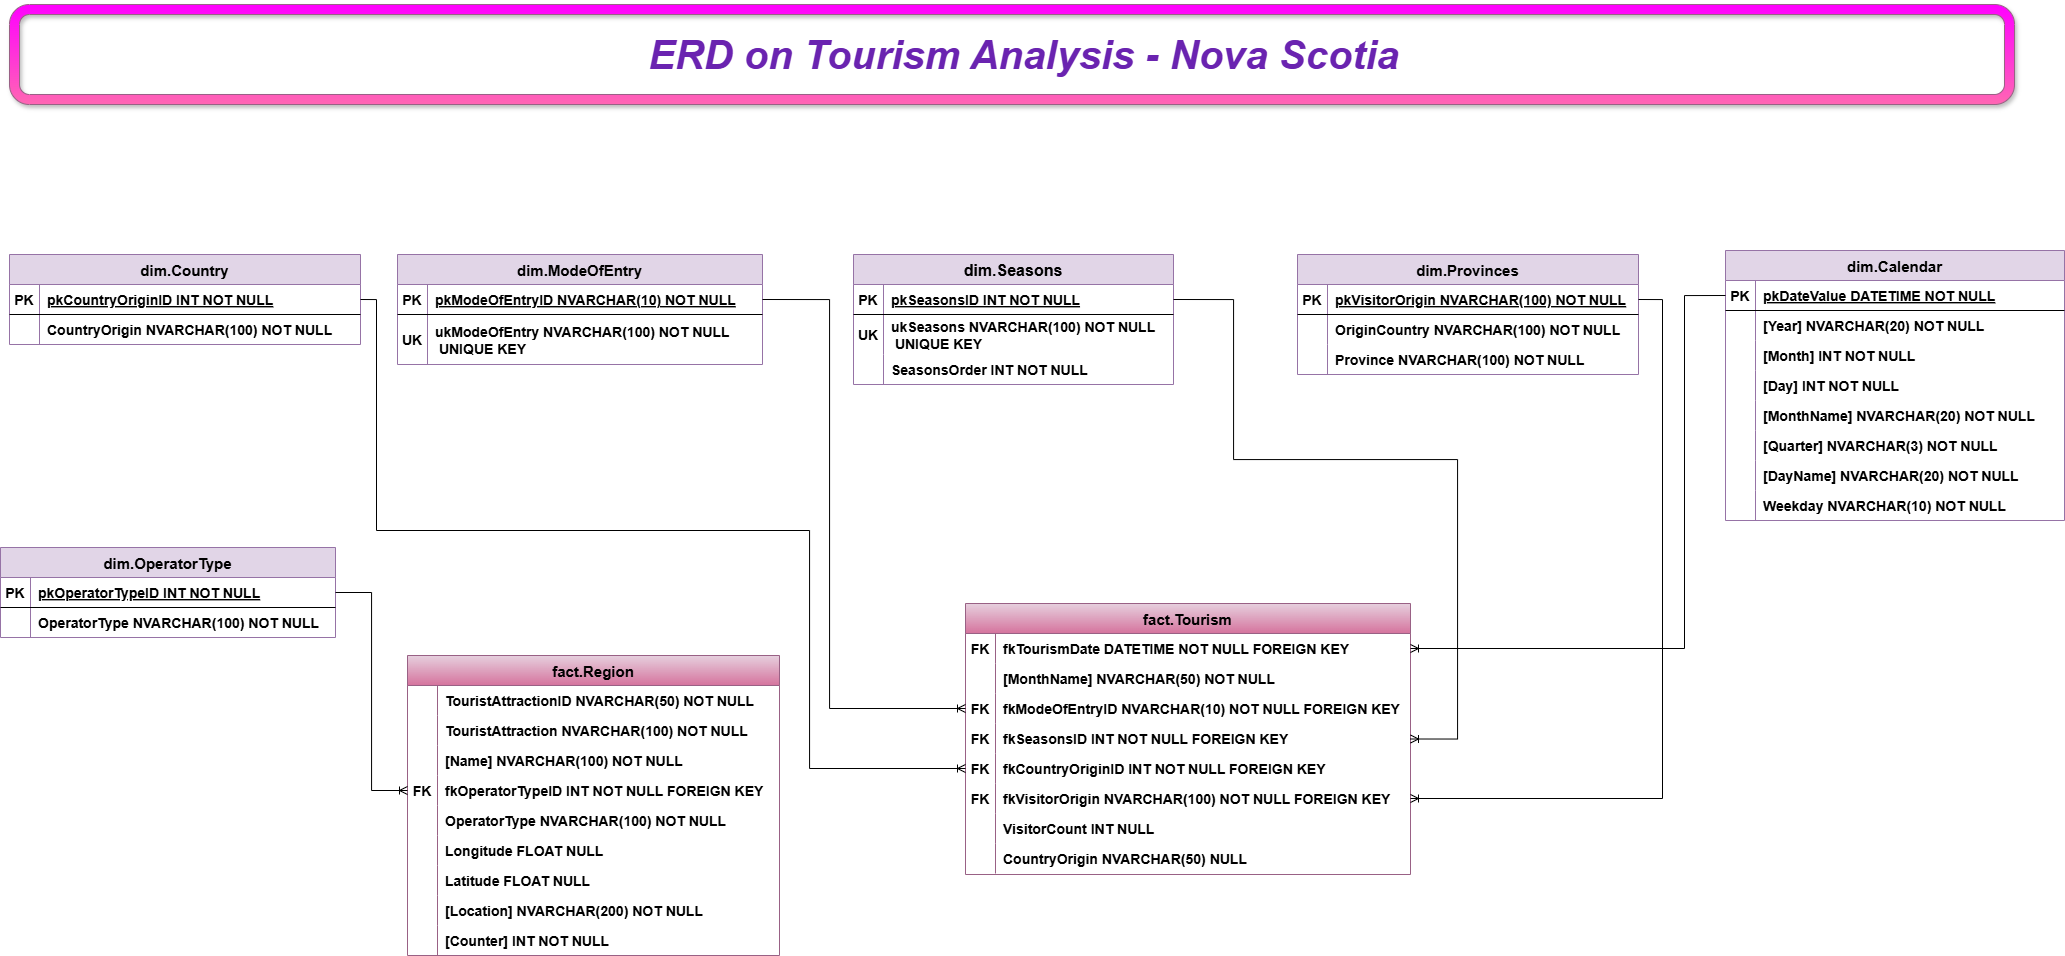 ERD on Tourism Analysis - Nova Scotia
dim.Country
PK pkCountryOriginID INT NOT NULL
CountryOrigin NVARCHAR(100) NOT NULL
dim.ModeOfEntry
PK pkModeOfEntryID NVARCHAR(10) NOT NULL
UK ukModeOfEntry NVARCHAR(100) NOT NULL
UNIQUE KEY
dim.Seasons
PK pkSeasonsID INT NOT NULL
UK ukSeasons NVARCHAR(100) NOT NULL
UNIQUE KEY
SeasonsOrder INT NOT NULL
dim.Provinces
PK pkVisitorOrigin NVARCHAR(100) NOT NULL
OriginCountry NVARCHAR(100) NOT NULL
Province NVARCHAR(100) NOT NULL
dim.Calendar
PK pkDateValue DATETIME NOT NULL
[Year] NVARCHAR(20) NOT NULL
[Month] INT NOT NULL
[Day] INT NOT NULL
[MonthName] NVARCHAR(20) NOT NULL
[Quarter] NVARCHAR(3) NOT NULL
[DayName] NVARCHAR(20) NOT NULL
Weekday NVARCHAR(10) NOT NULL
dim.OperatorType
PK pkOperatorTypeID INT NOT NULL
OperatorType NVARCHAR(100) NOT NULL
fact.Region
TouristAttractionID NVARCHAR(50) NOT NULL
TouristAttraction NVARCHAR(100) NOT NULL
[Name] NVARCHAR(100) NOT NULL
FK fkOperatorTypeID INT NOT NULL FOREIGN KEY
OperatorType NVARCHAR(100) NOT NULL
Longitude FLOAT NULL
Latitude FLOAT NULL
[Location] NVARCHAR(200) NOT NULL
[Counter] INT NOT NULL
fact.Tourism
FK fkTourismDate DATETIME NOT NULL FOREIGN KEY
[MonthName] NVARCHAR(50) NOT NULL
FK fkModeOfEntryID NVARCHAR(10) NOT NULL FOREIGN KEY
FK fkSeasonsID INT NOT NULL FOREIGN KEY
FK fkCountryOriginID INT NOT NULL FOREIGN KEY
FK fkVisitorOrigin NVARCHAR(100) NOT NULL FOREIGN KEY
VisitorCount INT NULL
CountryOrigin NVARCHAR(50) NULL